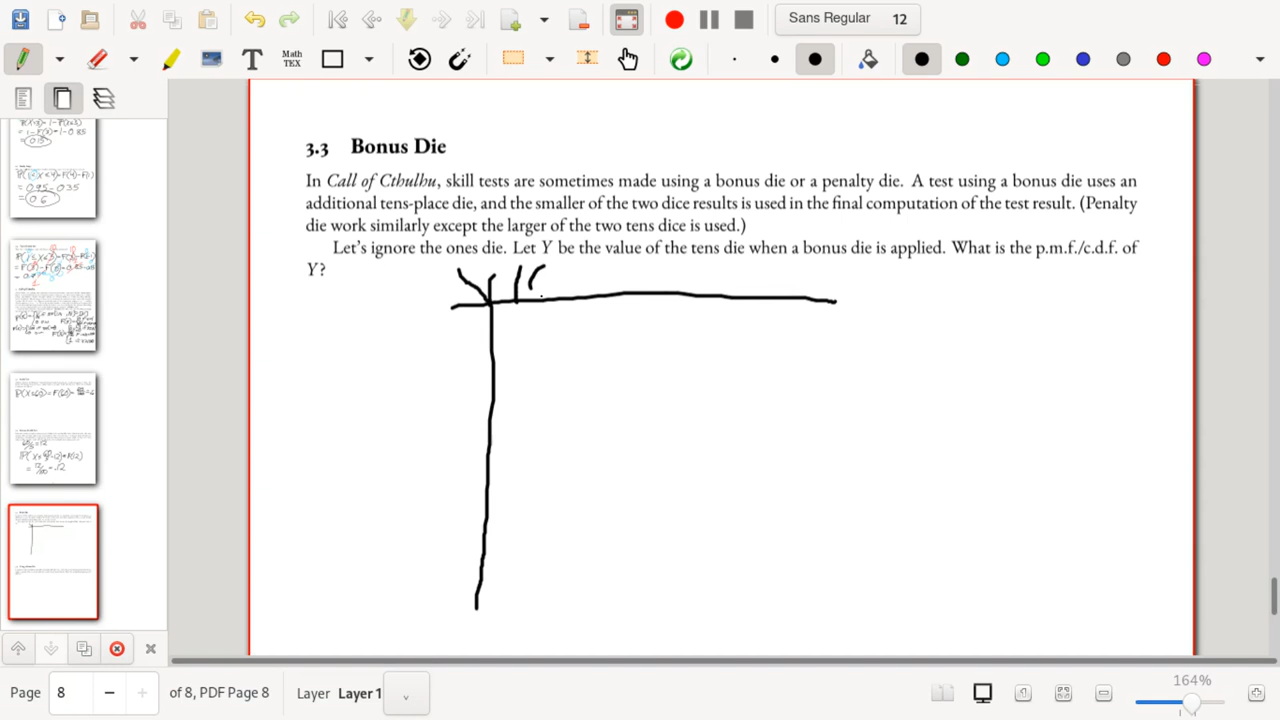 Sans Regular 12
Math
TEX
3.3 Bonus Die
In Call of Cthulhu, skill tests are sometimes made using a bonus die or a penalty die. A test using a bonus die uses an
additional tens-place die, and the smaller of the two dice results is used in the final computation of the test result. (Penalty
die work similarly except the larger of the two tens dice is used.)
Let's ignore the ones die. Let Y be the value of the tens die when a bonus die is applied. What is the p.m.f./c.d.f. of
Y?
Page 8 of 8, PDF Page 8 Layer Layer 1
164%